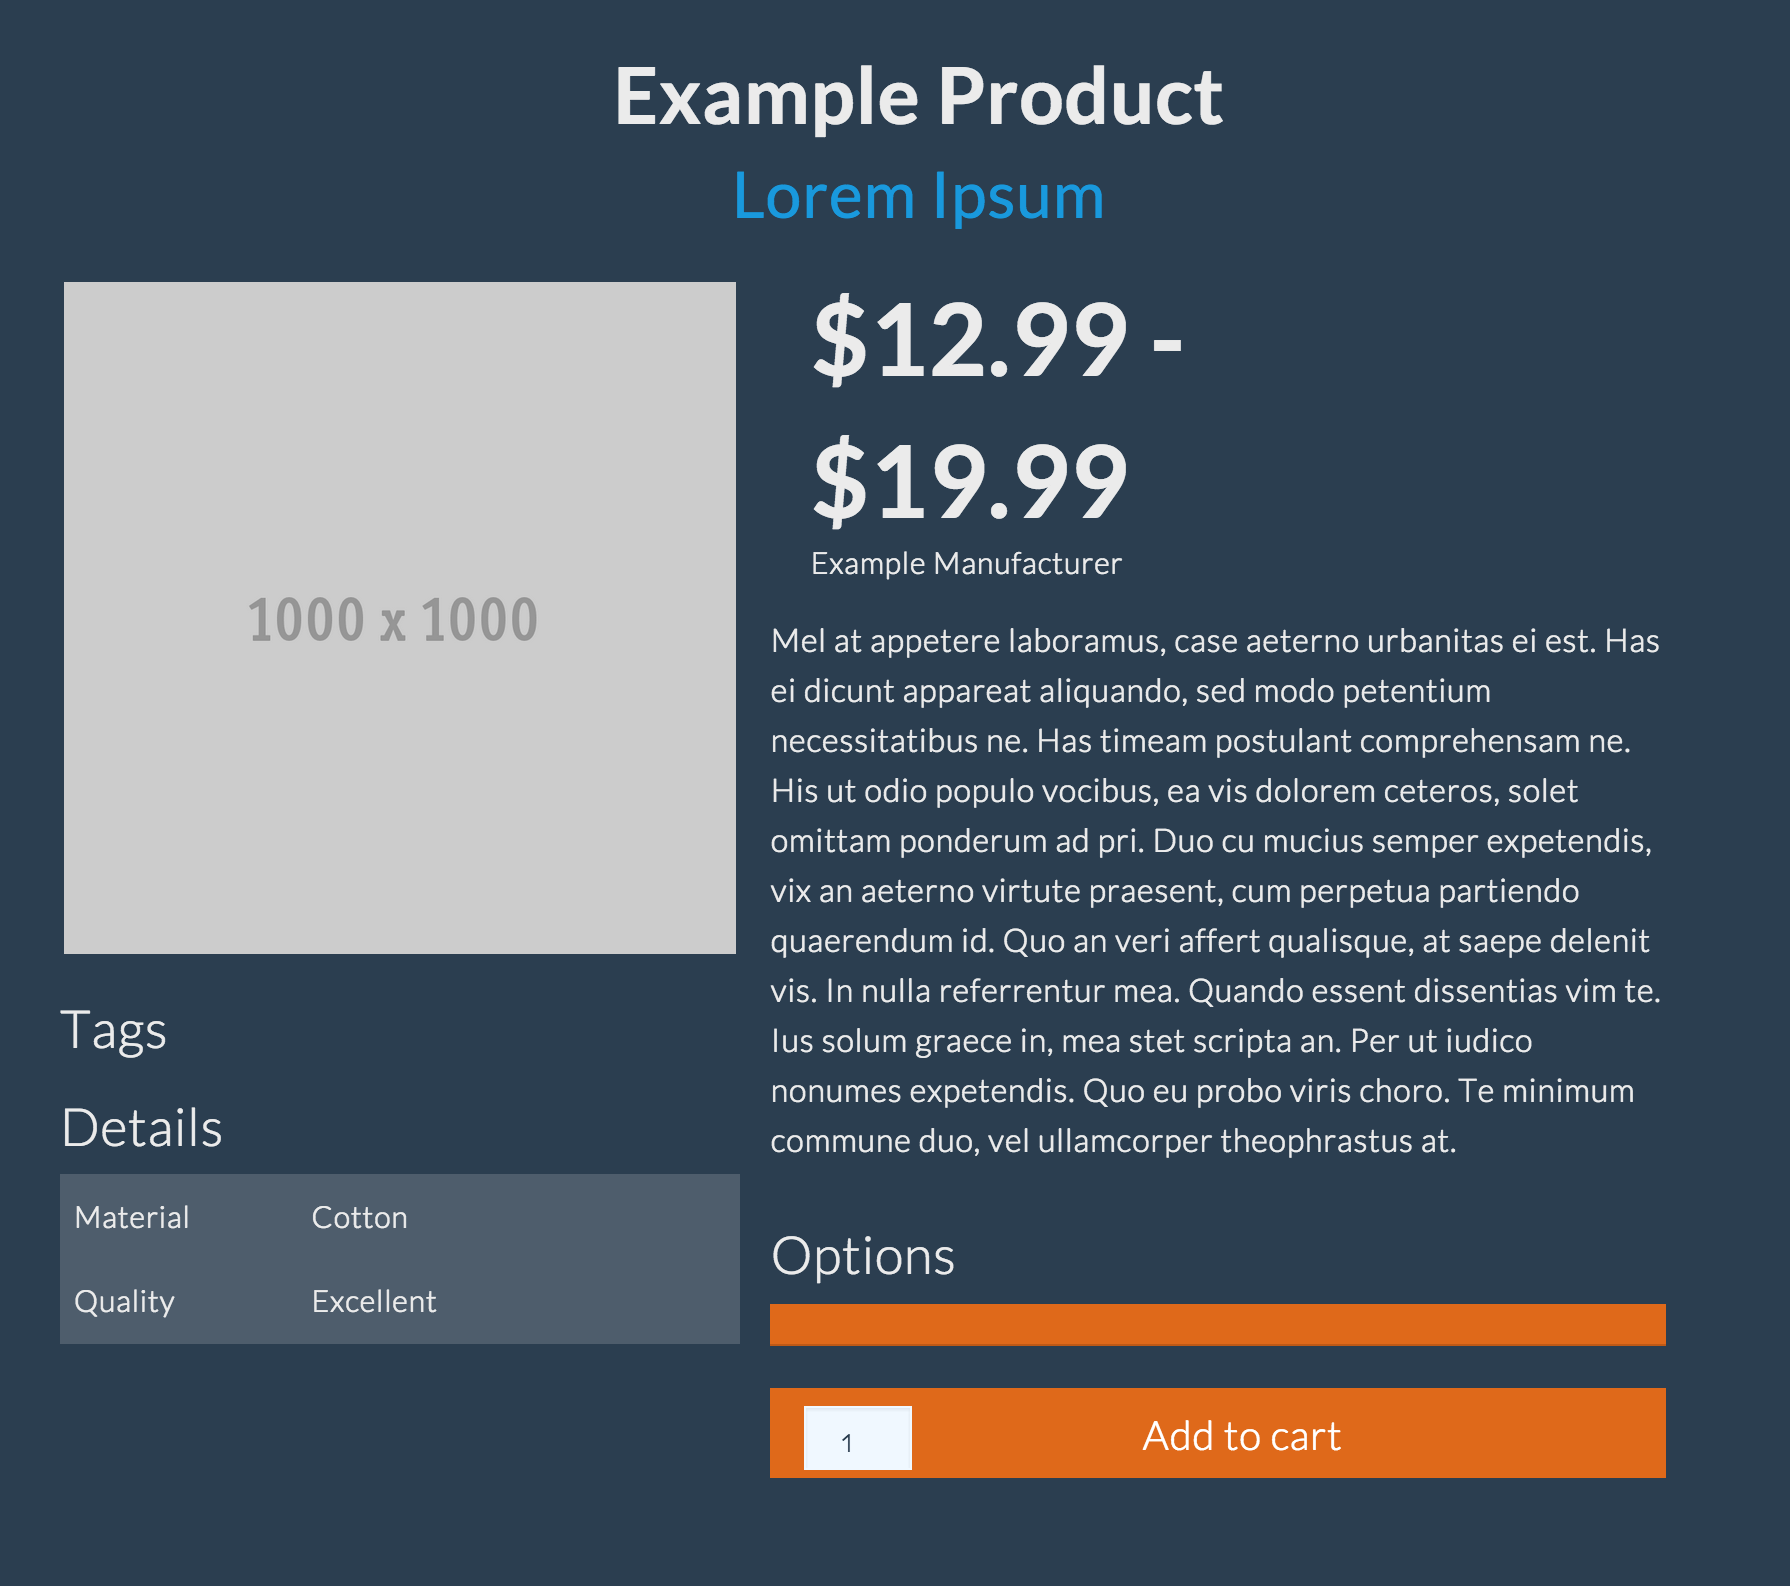 Example Product
Lorem Ipsum
1000 x 1000
$12.99 -
$19.99
Example Manufacturer
Mel at appetere laboramus, case aeterno urbanitas ei est. Has
ei dicunt appareat aliquando, sed modo petentium
necessitatibus ne. Has timeam postulant comprehensam ne.
His ut odio populo vocibus, ea vis dolorem ceteros, solet
omittam ponderum ad pri. Duo cu mucius semper expetendis,
vix an aeterno virtute praesent, cum perpetua partiendo
quaerendum id. Quo an veri affert qualisque, at saepe delenit
vis. In nulla referrentur mea. Quando essent dissentias vim te.
Ius solum graece in, mea stet scripta an. Per ut iudico
nonumes expetendis. Quo eu probo viris choro. Te minimum
commune duo, vel ullamcorper theophrastus at.
Tags
Details
Material Cotton
Quality Excellent
Options
1 Add to cart